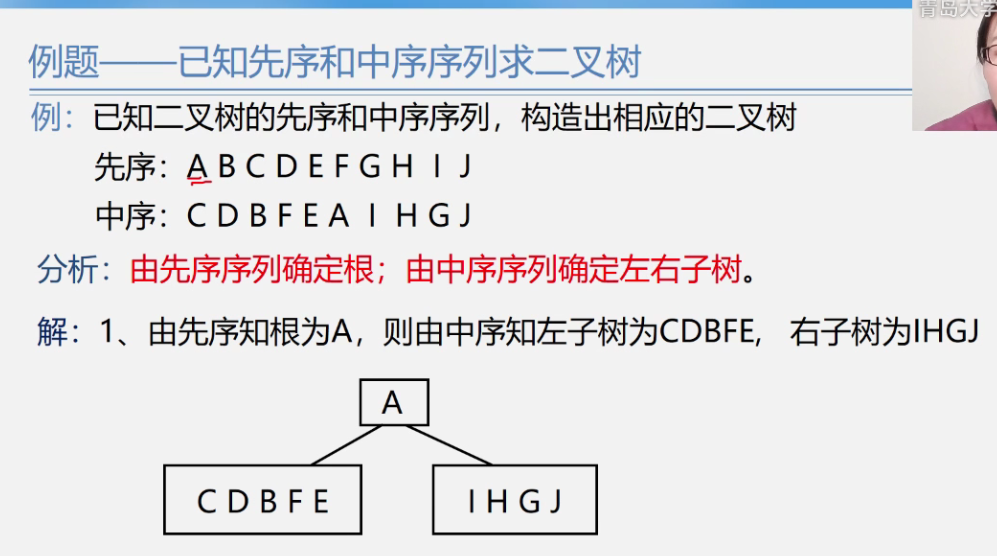 青岛大学
例题——已知先序和中序序列求二叉树
例：已知二叉树的先序和中序序列，构造出相应的二叉树
先序：A B C D E F G H I J
中序：C D B F E A I H G J
分析：由先序序列确定根；由中序序列确定左右子树。
解：1、由先序知根为A，则由中序知左子树为CDBFE，右子树为IHGJ
A
C D B F E
I H G J